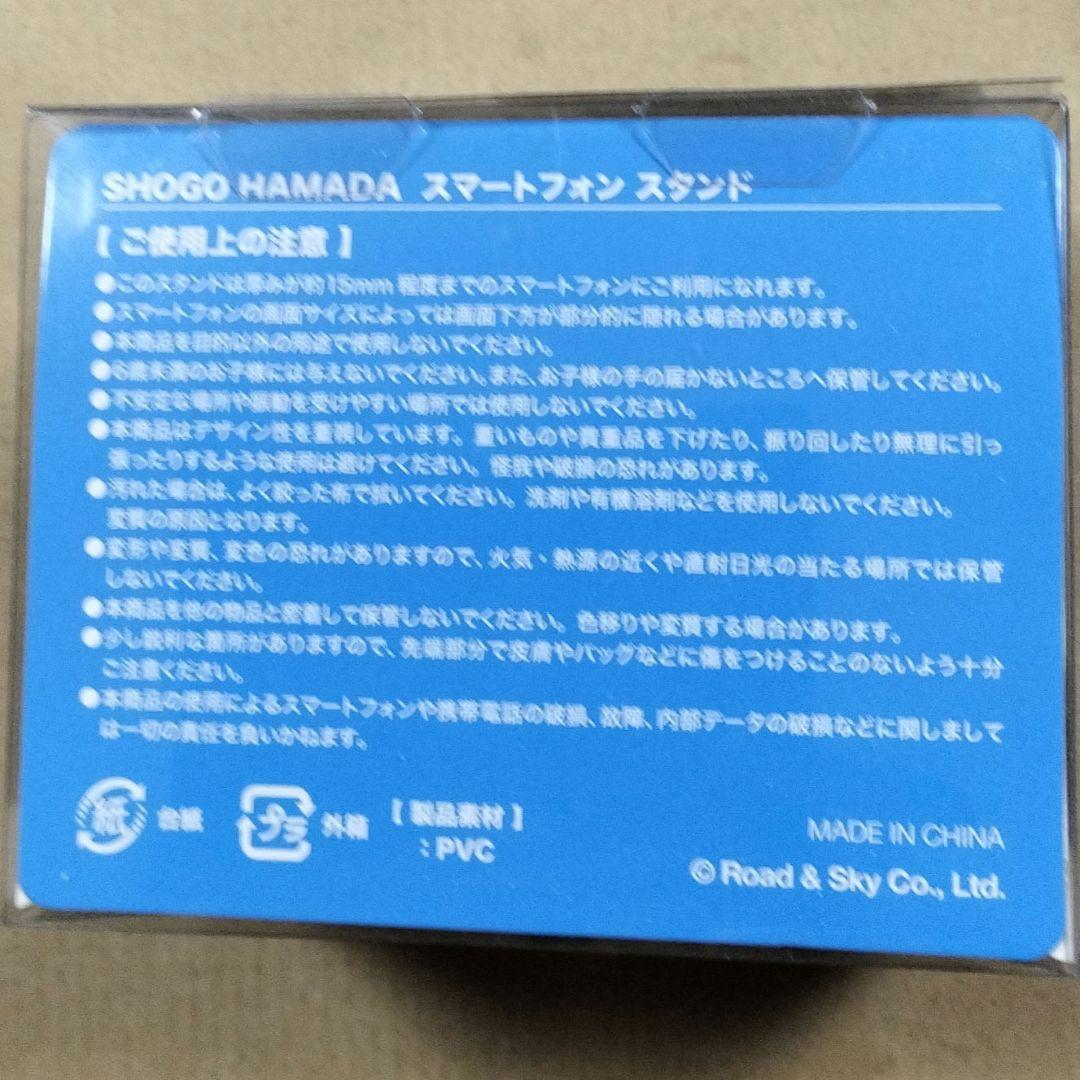 SHOGO HAMADA スマートフォン スタンド
【 ご使用上の注意 】
●このスタンドは厚みが約15mm 程度までのスマートフォンにご利用になれます。
●スマートフォンの画面サイズによっては画面下方が部分的に隠れる場合があります。
●本商品を目的以外の用途で使用しないでください。
●6歳未満のお子様には与えないでください。また、お子様の手の届かないところへ保管してください。
●不安定な場所や振動を受けやすい場所では使用しないでください。
●本商品はデザイン性を重視しています。重いものや貴重品を下げたり、振り回したり無理に引っ
張ったりするような使用は避けてください。怪我や破損の恐れがあります。
●汚れた場合は、よく絞った布で拭いてください。洗剤や有機溶剤などを使用しないでください。
変質の原因となります。
●変形や変質、変色の恐れがありますので、火気・熱源の近くや直射日光の当たる場所では保管
しないでください。
●本商品を他の物品と密着して保管しないでください。色移りや変質する場合があります。
●少し鋭利な箇所がありますので、先端部分で皮膚やバッグなどに傷をつけることのないよう十分
ご注意ください。
●本商品の使用によるスマートフォンや携帯電話の破損、故障、内部データの破損などに関しまして
は一切の責任を負いかねます。
紙 台紙
プラ 外箱
【 製品素材 】
：PVC
MADE IN CHINA
© Road & Sky Co., Ltd.